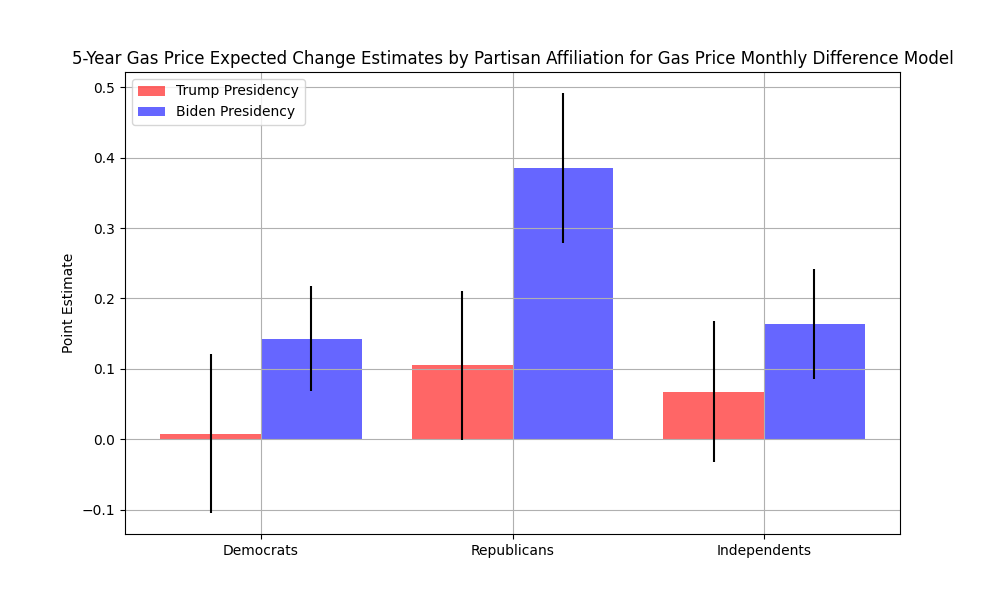 5-Year Gas Price Expected Change Estimates by Partisan Affiliation for Gas Price Monthly Difference Model
Trump Presidency
Biden Presidency
Point Estimate
0.5
0.4
0.3
0.2
0.1
0.0
−0.1
Democrats
Republicans
Independents